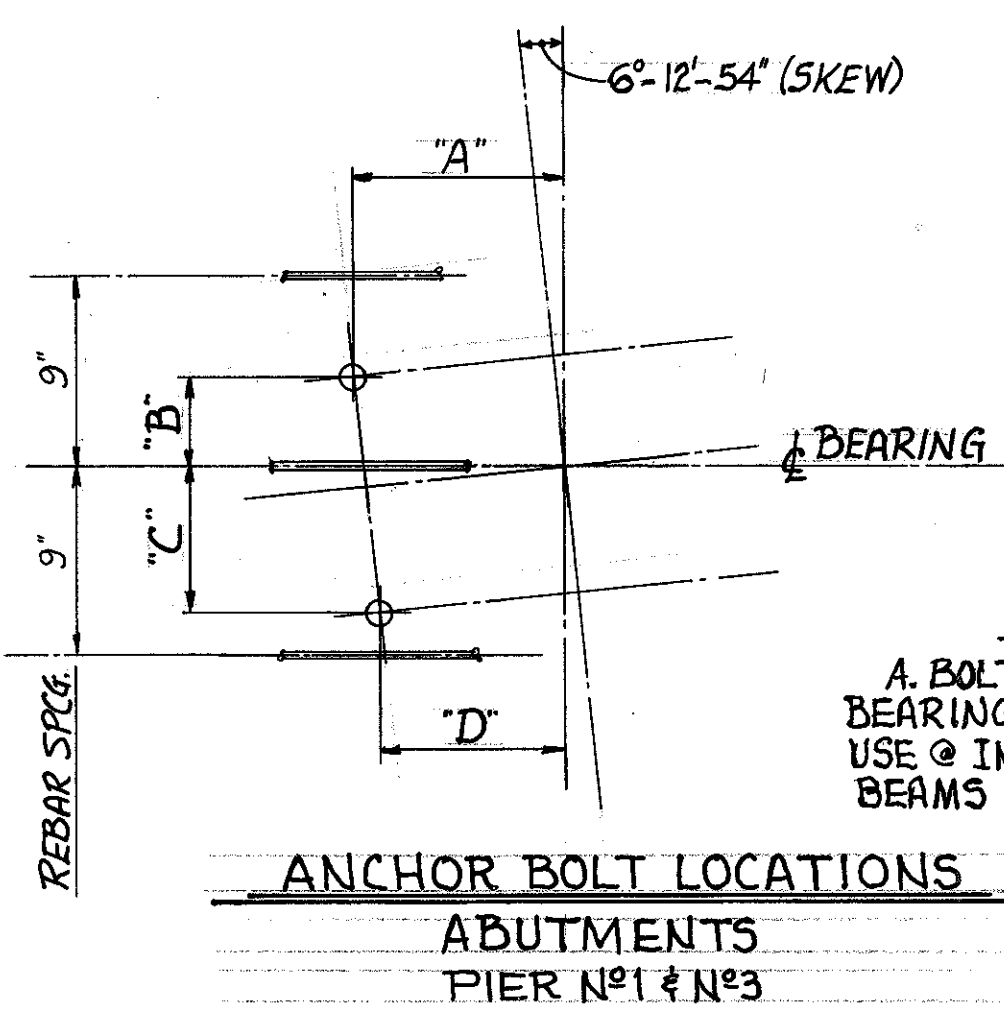 6°-12'-54" (SKEW)
"A"
9"
"B"
℄ BEARING
"C"
9"
"D"
REBAR SPCG.
A. BOLT
BEARING
USE @
BEAMS
ANCHOR BOLT LOCATIONS
ABUTMENTS
PIER Nº1 & Nº3